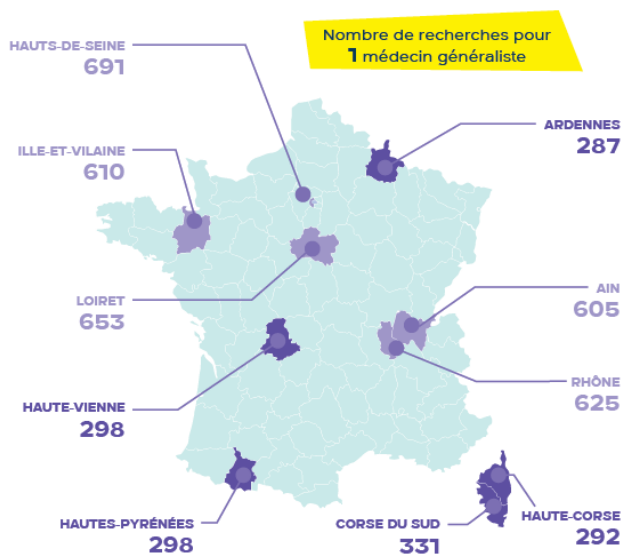 Nombre de recherches pour
1 médecin généraliste
HAUTS-DE-SEINE
691
ARDENNES
287
ILLE-ET-VILAINE
610
LOIRET
653
AIN
605
RHÔNE
625
HAUTE-VIENNE
298
HAUTES-PYRÉNÉES
298
CORSE DU SUD
331
HAUTE-CORSE
292